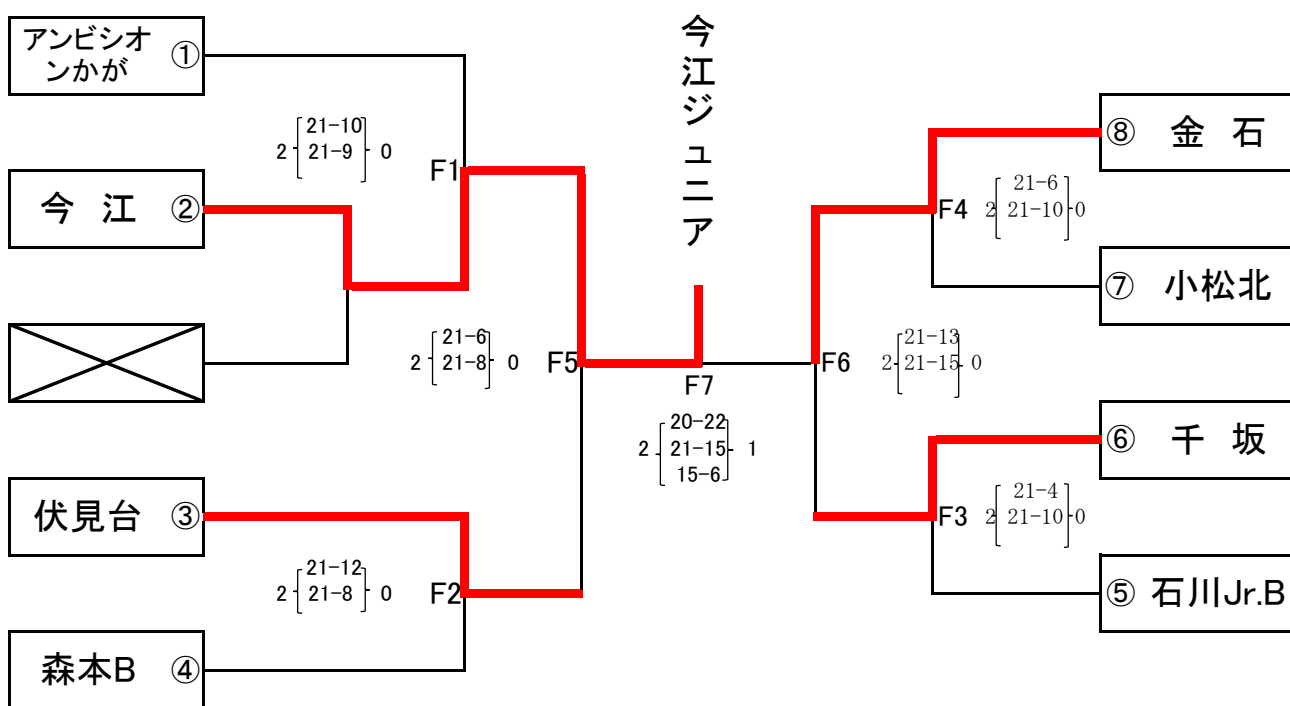 アンビシオ
ンかが
①
今 江 ②
伏見台 ③
森本B ④
21-10
2 21-9 0
F1
21-6
2 21-8 0
F5
21-12
2 21-8 0
F2
今江ジュニア
F7
20-22
2 21-15 1
15-6
⑧ 金 石
F4
21-6
2 21-10 0
⑦ 小松北
F6
21-13
2 21-15 0
⑥ 千 坂
F3
21-4
2 21-10 0
⑤ 石川Jr.B